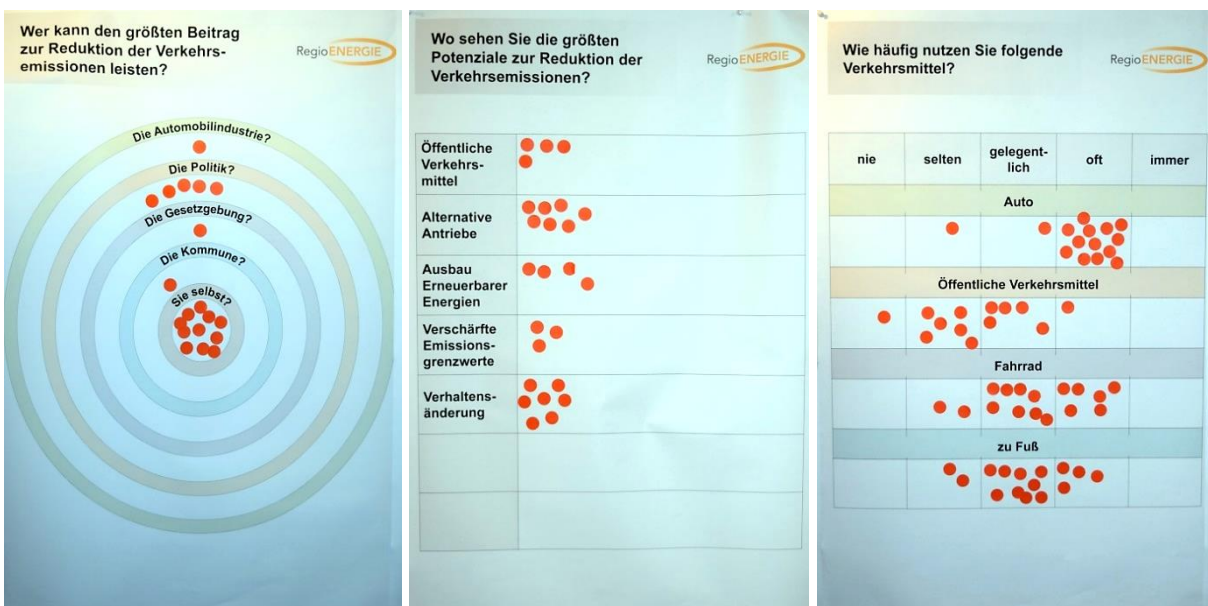 Wer kann den größten Beitrag
zur Reduktion der Verkehrs-
emissionen leisten?
RegioENERGIE
Die Automobilindustrie?
Die Politik?
Die Gesetzgebung?
Die Kommune?
Sie selbst?
Wo sehen Sie die größten
Potenziale zur Reduktion der
Verkehrsemissionen?
RegioENERGIE
Öffentliche
Verkehrs-
mittel
Alternative
Antriebe
Ausbau
Erneuerbarer
Energien
Verschärfte
Emissions-
grenzwerte
Verhaltens-
änderung
Wie häufig nutzen Sie folgende
Verkehrsmittel?
RegioENERGIE
nie selten gelegent-
lich oft immer
Auto
Öffentliche Verkehrsmittel
Fahrrad
zu Fuß